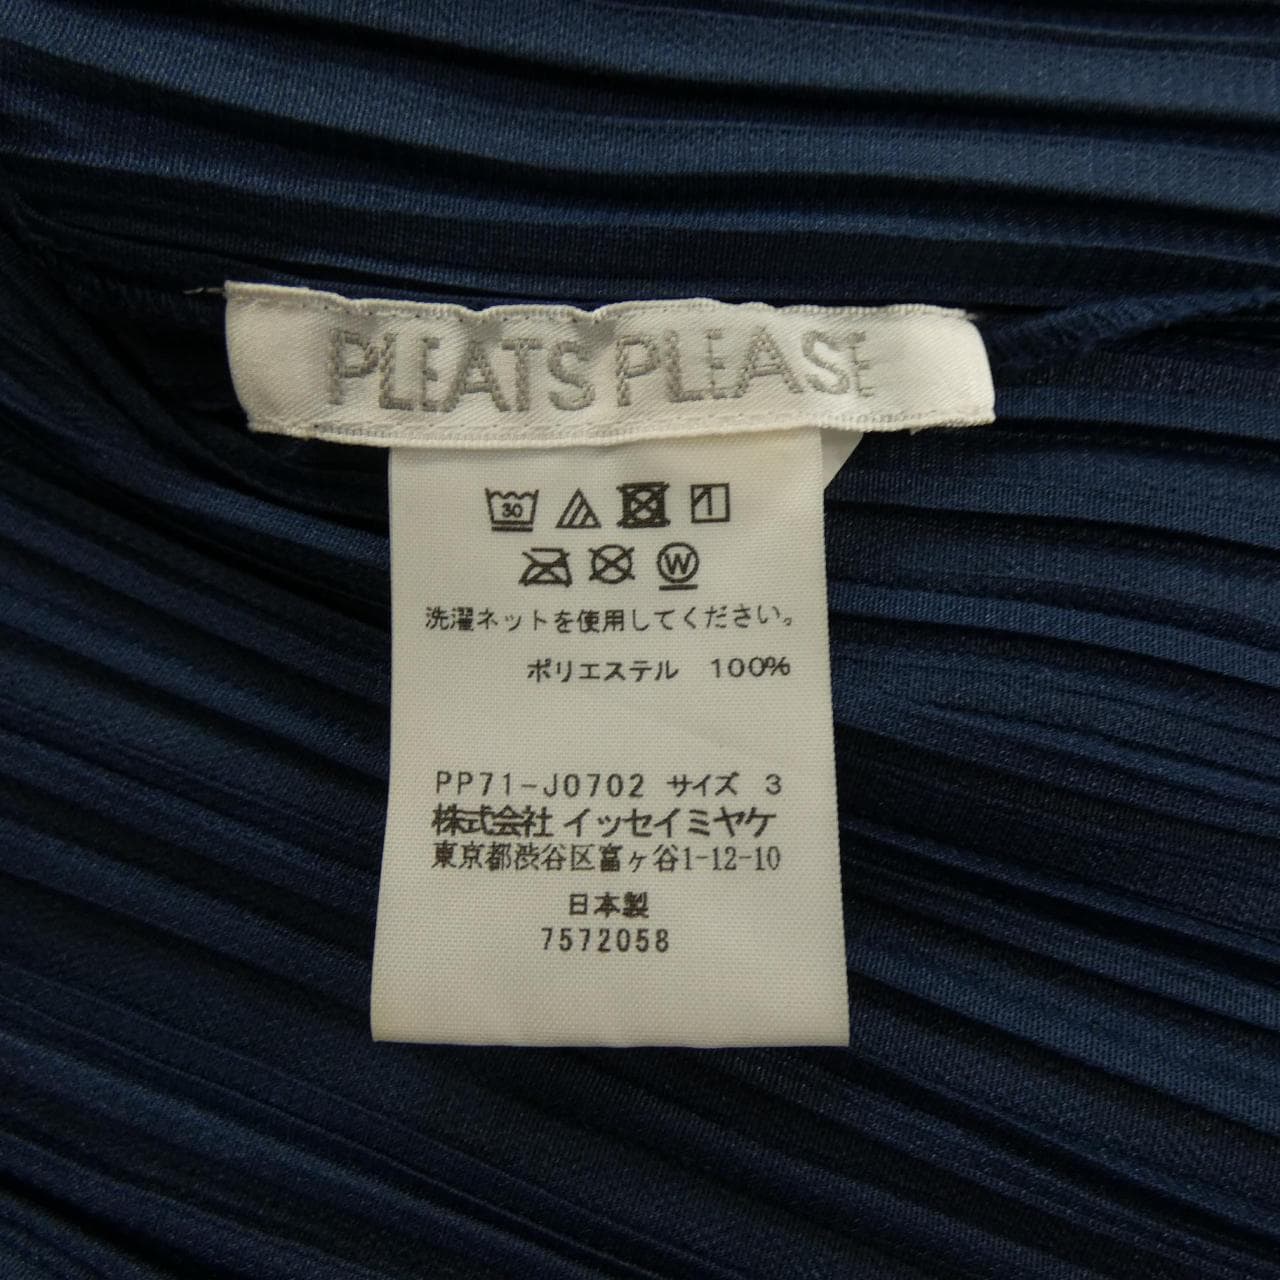 PLEATS PLEASE
30
W
洗濯ネットを使用してください。
ポリエステル 100%
PP71-J0702 サイズ 3
株式会社 イッセイミヤケ
東京都渋谷区富ヶ谷1-12-10
日本製
7572058